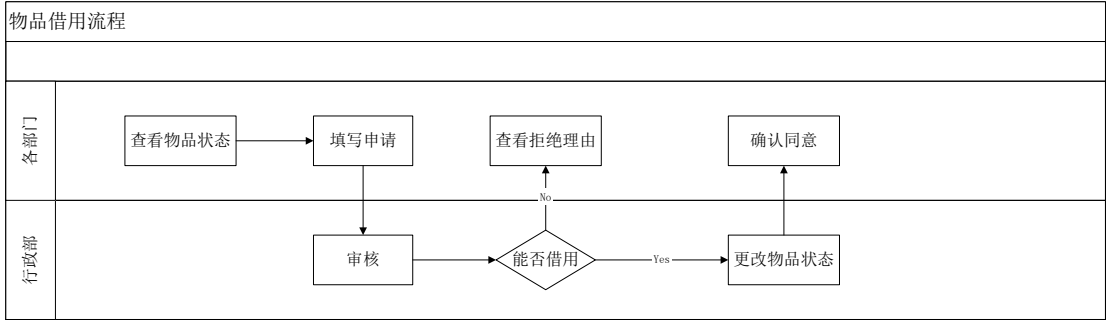 物品借用流程
各部门
查看物品状态
填写申请
查看拒绝理由
确认同意
No
行政部
审核
能否借用
Yes
更改物品状态